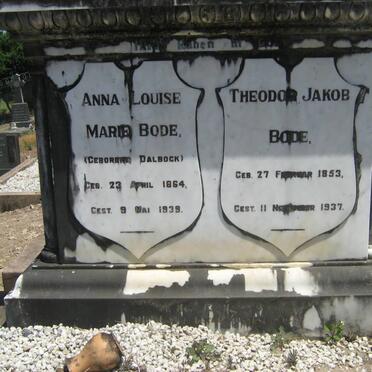 ANNA LOUISE
MARIE BODE,
(GEBORENE DALBOCK)
GEB. 23 APRIL 1864,
GEST. 9 MAI 1939.
THEODOR JAKOB
BODE,
GEB. 27 FEBRUAR 1853,
GEST. 11 NOVEMBER 1937.